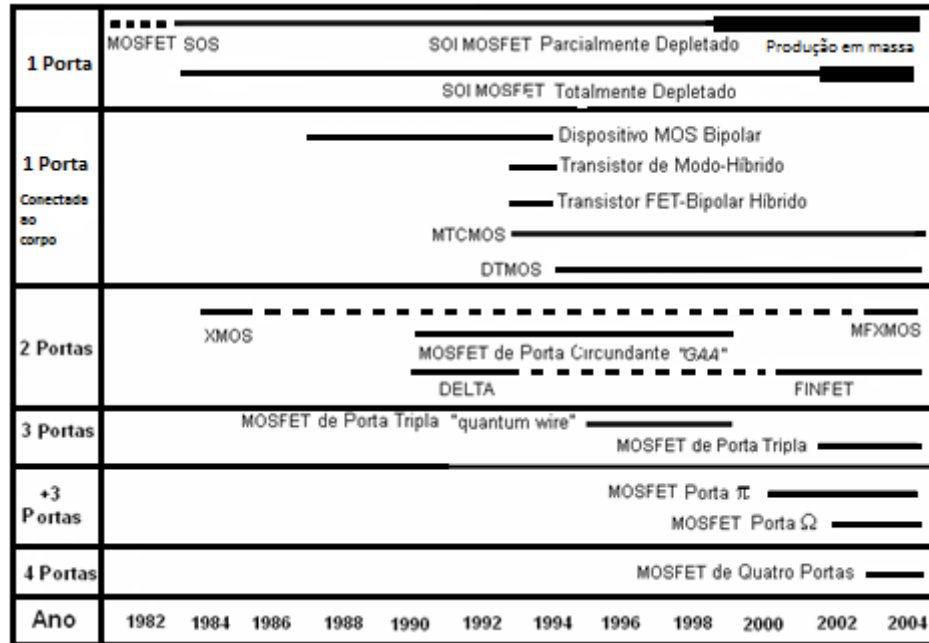 1 Porta
MOSFET SOS
SOI MOSFET Parcialmente Depletado
Produção em massa
SOI MOSFET Totalmente Depletado
1 Porta
Conectada
ao
corpo
Dispositivo MOS Bipolar
Transistor de Modo-Híbrido
Transistor FET-Bipolar Híbrido
MTCMOS
DTMOS
2 Portas
XMOS
MFXMOS
MOSFET de Porta Circundante "GAA"
DELTA
FINFET
3 Portas
MOSFET de Porta Tripla "quantum wire"
MOSFET de Porta Tripla
+3
Portas
MOSFET Porta π
MOSFET Porta Ω
4 Portas
MOSFET de Quatro Portas
Ano 1982 1984 1986 1988 1990 1992 1994 1996 1998 2000 2002 2004